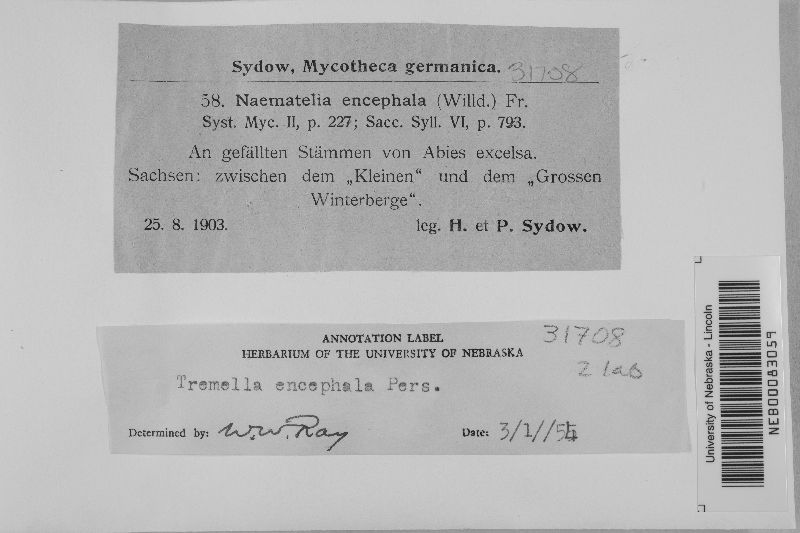 Sydow, Mycotheca germanica. 31708
58. Naematelia encephala (Willd.) Fr.
Syst. Myc. II, p. 227; Sacc. Syll. VI, p. 793.
An gefällten Stämmen von Abies excelsa.
Sachsen: zwischen dem „Kleinen“ und dem „Grossen
Winterberge“.
25. 8. 1903. leg. H. et P. Sydow.
ANNOTATION LABEL 31708
HERBARIUM OF THE UNIVERSITY OF NEBRASKA
Tremella encephala Pers.
Determined by: W.W. Ray Date: 3/1//54
University of Nebraska - Lincoln
NEB00083059